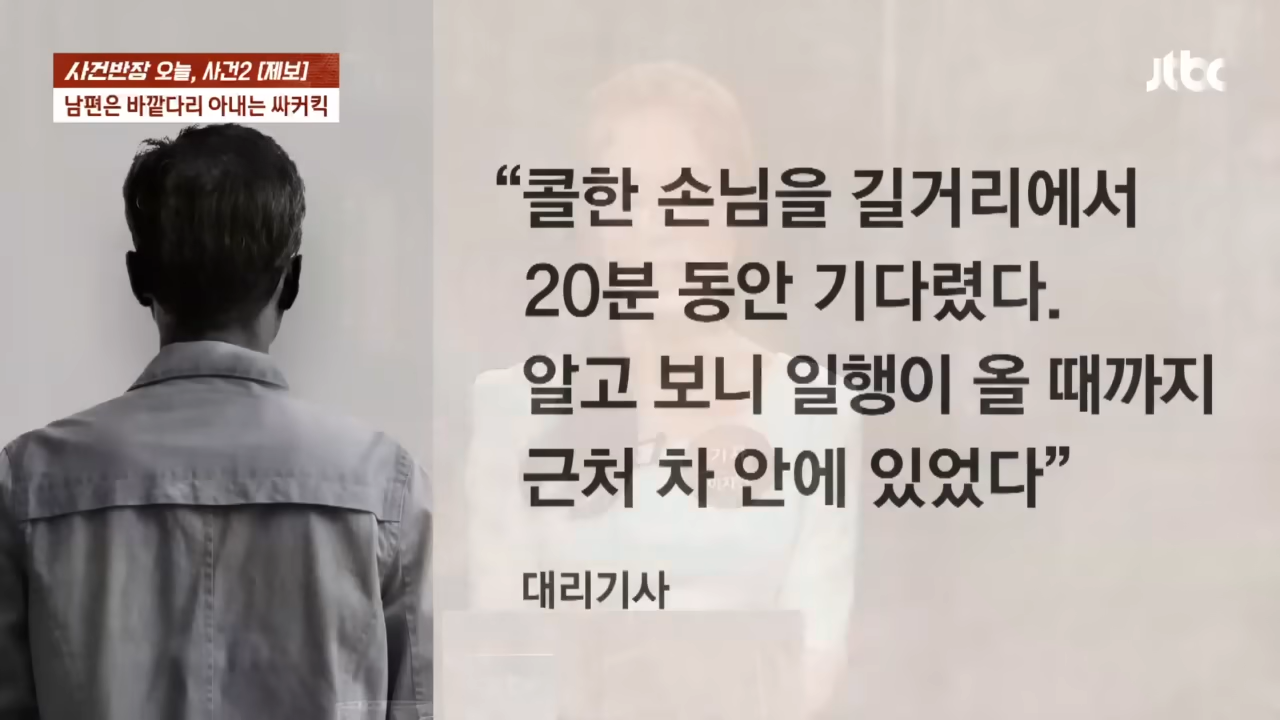 사건반장 오늘, 사건2 [제보]
남편은 바깥다리 아내는 싸커킥
jtbc
“콜한 손님을 길거리에서
20분 동안 기다렸다.
알고 보니 일행이 올 때까지
근처 차 안에 있었다”
대리기사